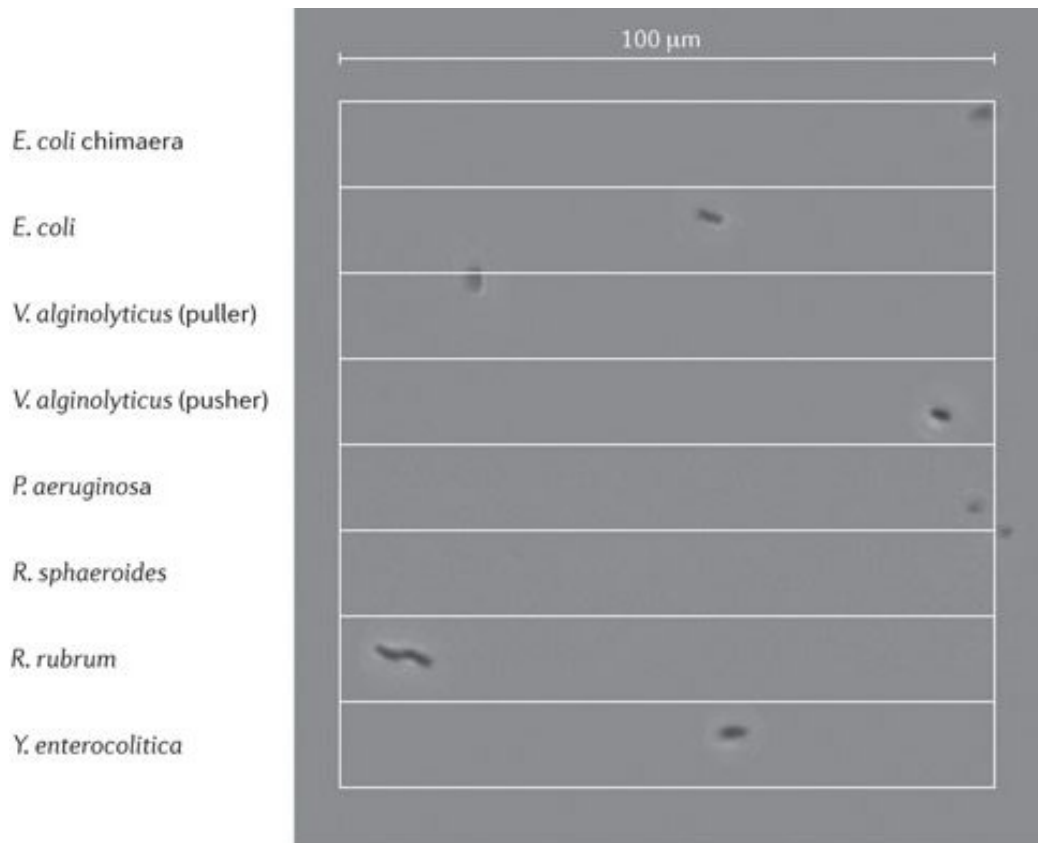 100 μm
E. coli chimaera
E. coli
V. alginolyticus (puller)
V. alginolyticus (pusher)
P. aeruginosa
R. sphaeroides
R. rubrum
Y. enterocolitica